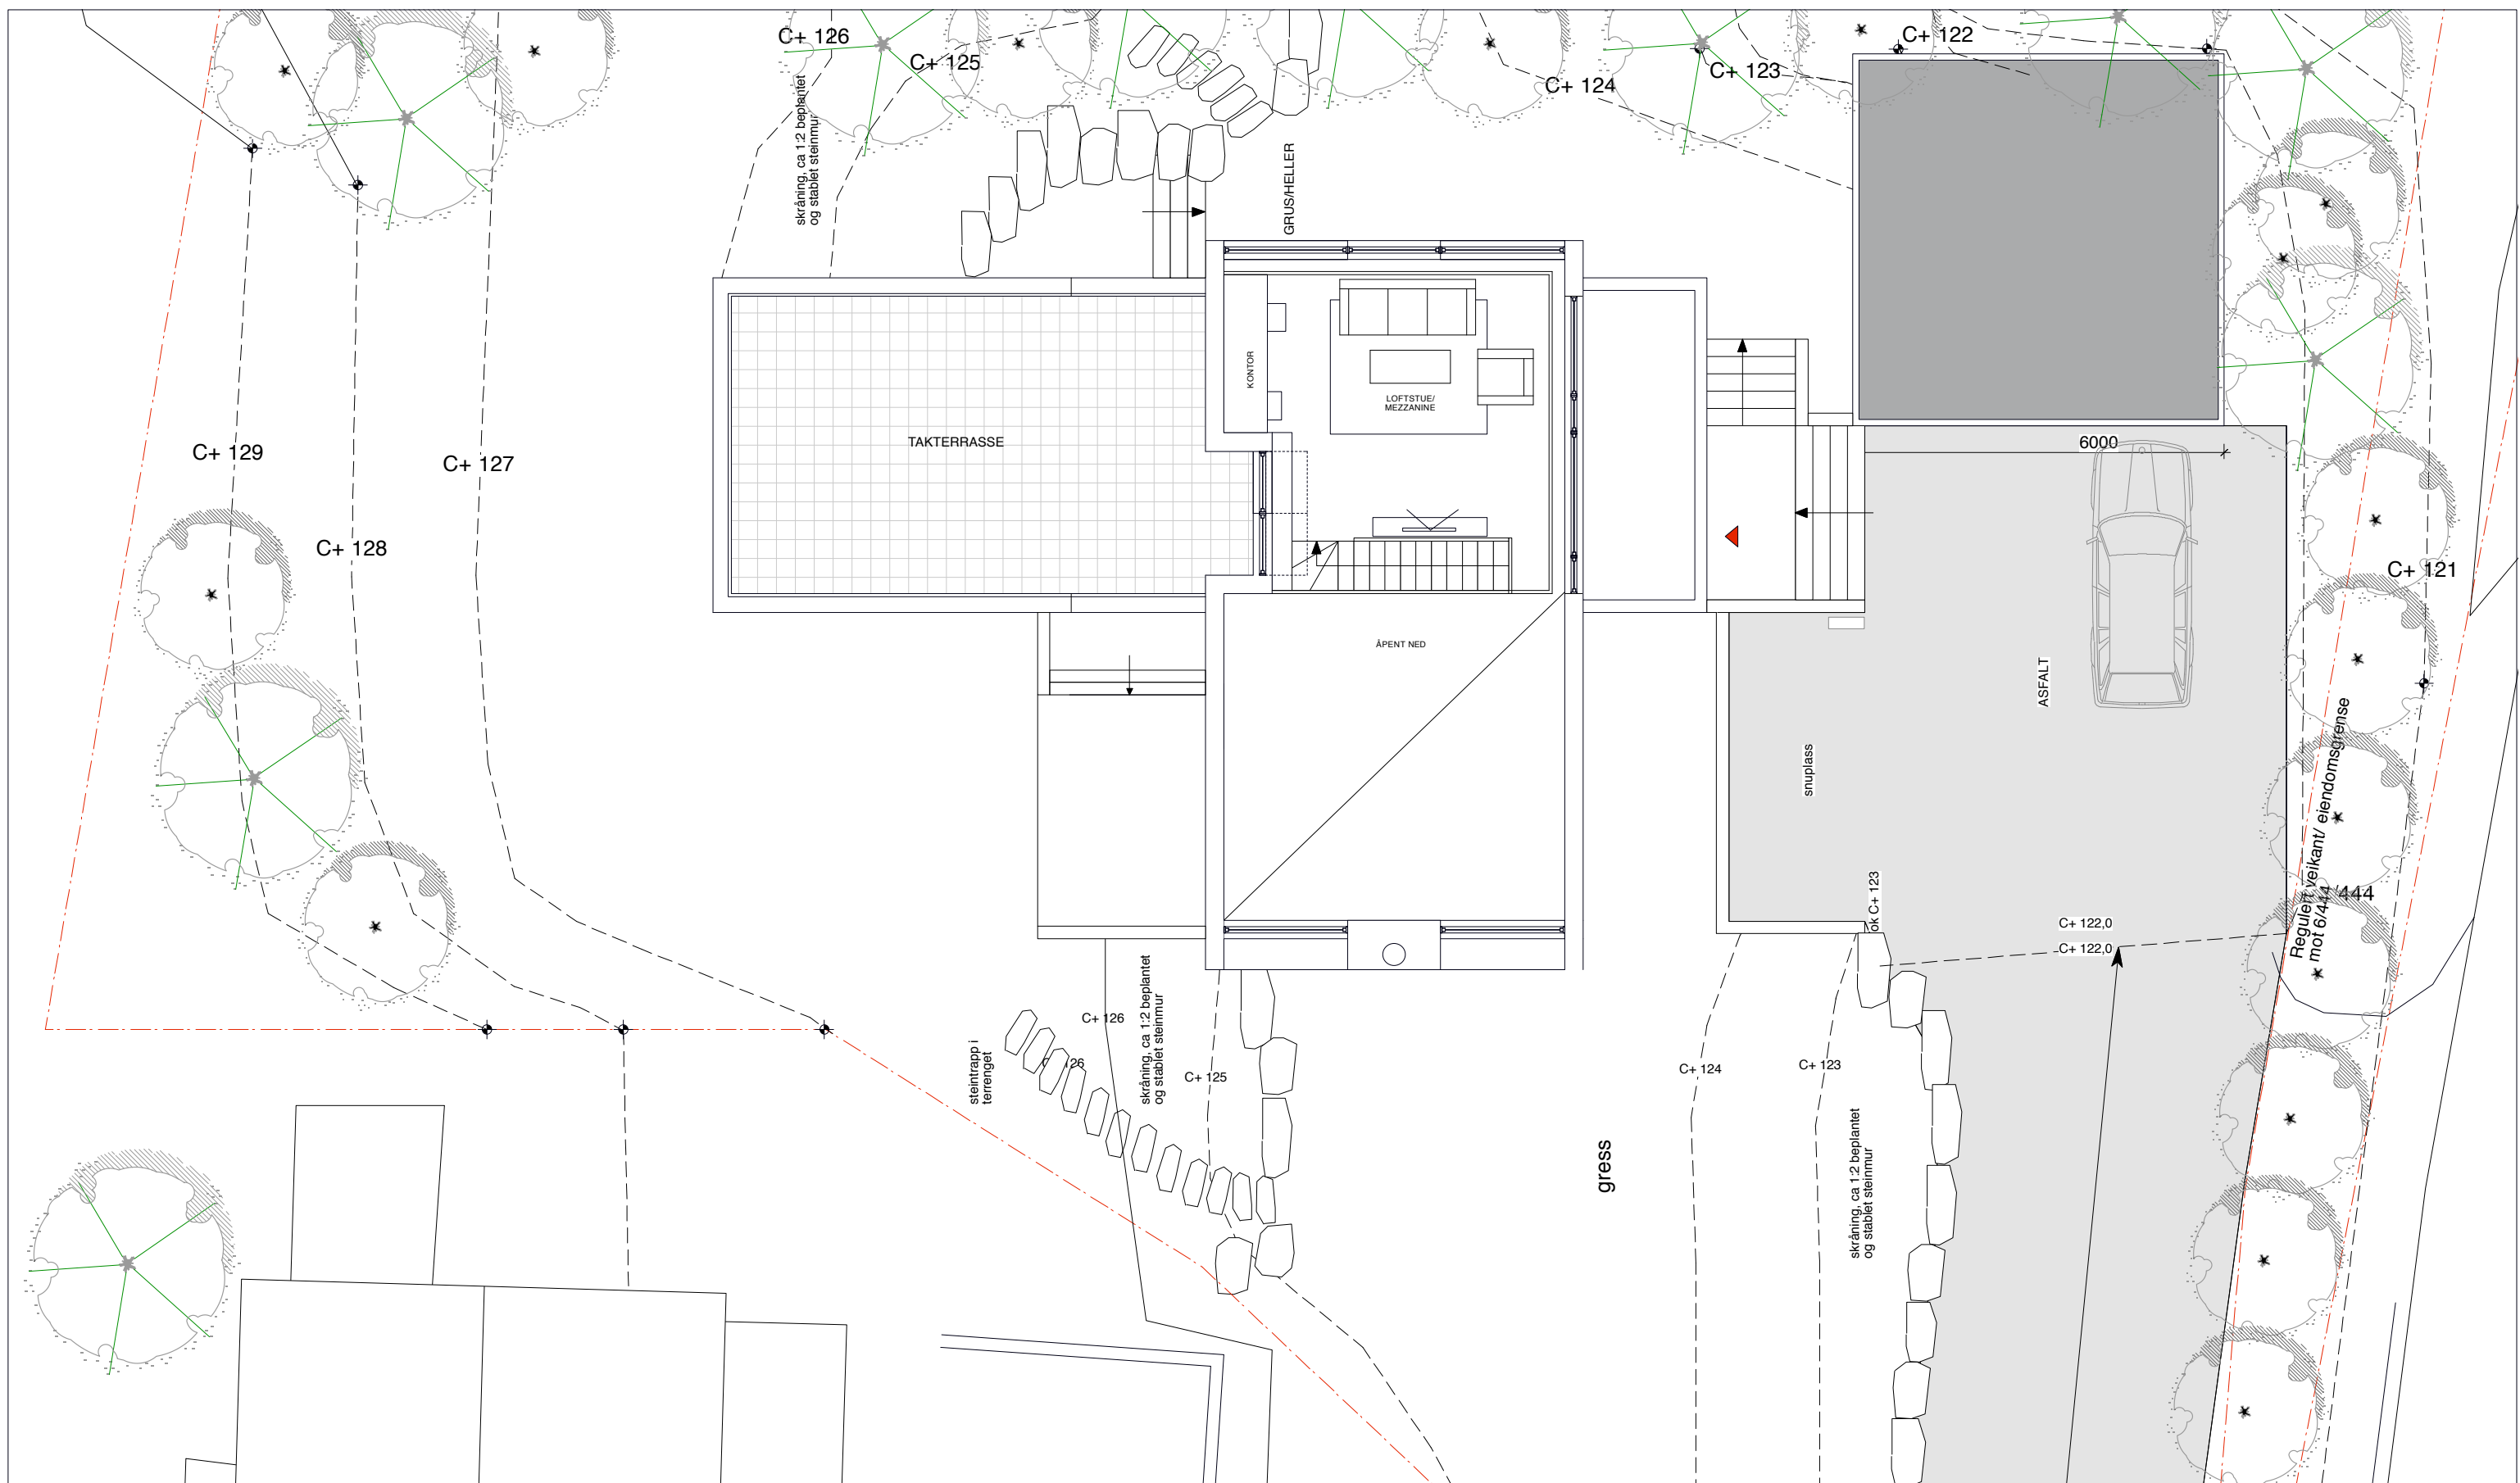 C+ 126
C+ 125
C+ 124
C+ 123
C+ 122
skråning, ca 1:2 beplantet
og stablet steinmur
GRUS/HELLER
KONTOR
LOFTSTUE/
MEZZANINE
TAKTERRASSE
C+ 129
C+ 127
C+ 128
6000
C+ 121
ÅPENT NED
ASFALT
snuplass
Regulert veikant/ eiendomsgrense
mot 6/444
/444
ok C+ 123
C+ 122,0
C+ 122,0
C+ 126
126
skråning, ca 1:2 beplantet
og stablet steinmur
steintrapp i
terrenget
C+ 125
C+ 124
C+ 123
gress
skråning, ca 1:2 beplantet
og stablet steinmur